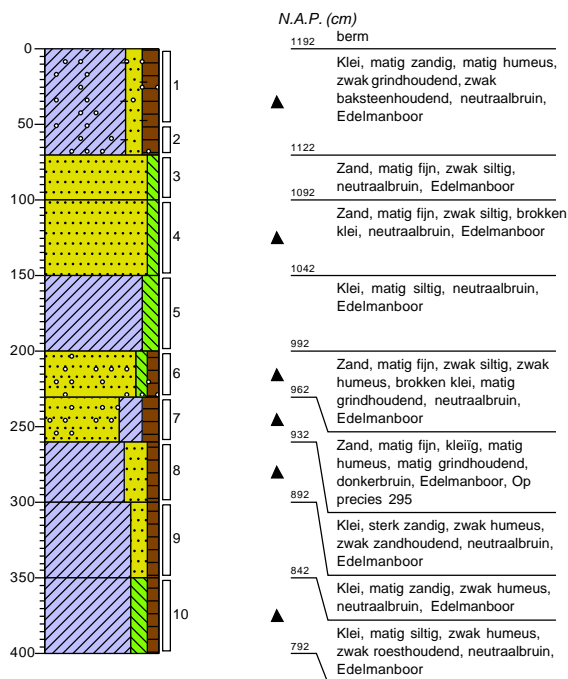 N.A.P. (cm)
0
1192
berm
Klei, matig zandig, matig humeus,
zwak grindhoudend, zwak
baksteenhoudend, neutraalbruin,
Edelmanboor
1
50
2
1122
Zand, matig fijn, zwak siltig,
neutraalbruin, Edelmanboor
3
100
1092
Zand, matig fijn, zwak siltig, brokken
klei, neutraalbruin, Edelmanboor
4
150
1042
Klei, matig siltig, neutraalbruin,
Edelmanboor
5
200
992
Zand, matig fijn, zwak siltig, zwak
humeus, brokken klei, matig
grindhoudend, neutraalbruin,
Edelmanboor
6
962
7
250
932
Zand, matig fijn, kleiïg, matig
humeus, matig grindhoudend,
donkerbruin, Edelmanboor, Op
precies 295
8
300
892
Klei, sterk zandig, zwak humeus,
zwak zandhoudend, neutraalbruin,
Edelmanboor
9
350
842
Klei, matig zandig, zwak humeus,
neutraalbruin, Edelmanboor
10
400
792
Klei, matig siltig, zwak humeus,
zwak roesthoudend, neutraalbruin,
Edelmanboor